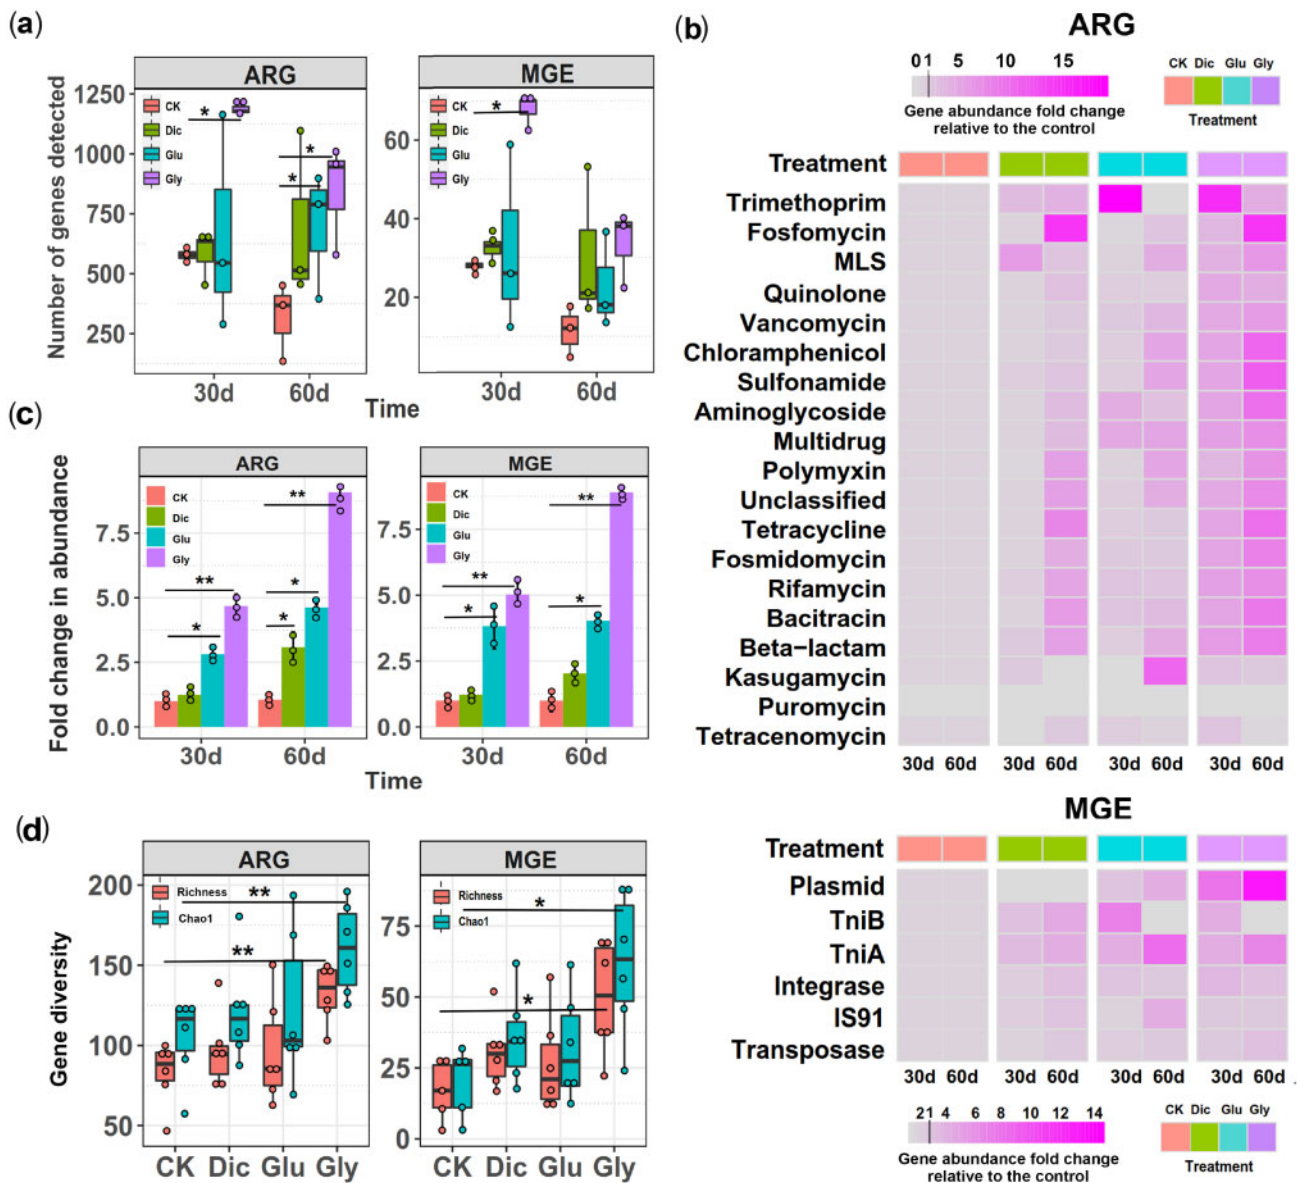 (a)
ARG
MGE
Number of genes detected
1250
1000
750
500
250
60
40
20
CK
Dic
Glu
Gly
CK
Dic
Glu
Gly
*
*
*
*
30d
60d
30d
60d
Time
(b)
ARG
0 1 5 10 15
Gene abundance fold change
relative to the control
CK Dic Glu Gly
Treatment
Treatment
Trimethoprim
Fosfomycin
MLS
Quinolone
Vancomycin
Chloramphenicol
Sulfonamide
Aminoglycoside
Multidrug
Polymyxin
Unclassified
Tetracycline
Fosmidomycin
Rifamycin
Bacitracin
Beta−lactam
Kasugamycin
Puromycin
Tetracenomycin
30d 60d 30d 60d 30d 60d 30d 60d
MGE
Treatment
Plasmid
TniB
TniA
Integrase
IS91
Transposase
30d 60d 30d 60d 30d 60d 30d 60d
21 4 6 8 10 12 14
Gene abundance fold change
relative to the control
CK Dic Glu Gly
Treatment
(c)
ARG
MGE
Fold change in abundance
7.5
5.0
2.5
0.0
7.5
5.0
2.5
0.0
CK
Dic
Glu
Gly
CK
Dic
Glu
Gly
**
*
**
*
*
**
*
**
*
30d
60d
30d
60d
Time
(d)
ARG
MGE
Gene diversity
200
150
100
50
75
50
25
0
Richness
Chao1
Richness
Chao1
**
**
*
*
CK Dic Glu Gly
CK Dic Glu Gly